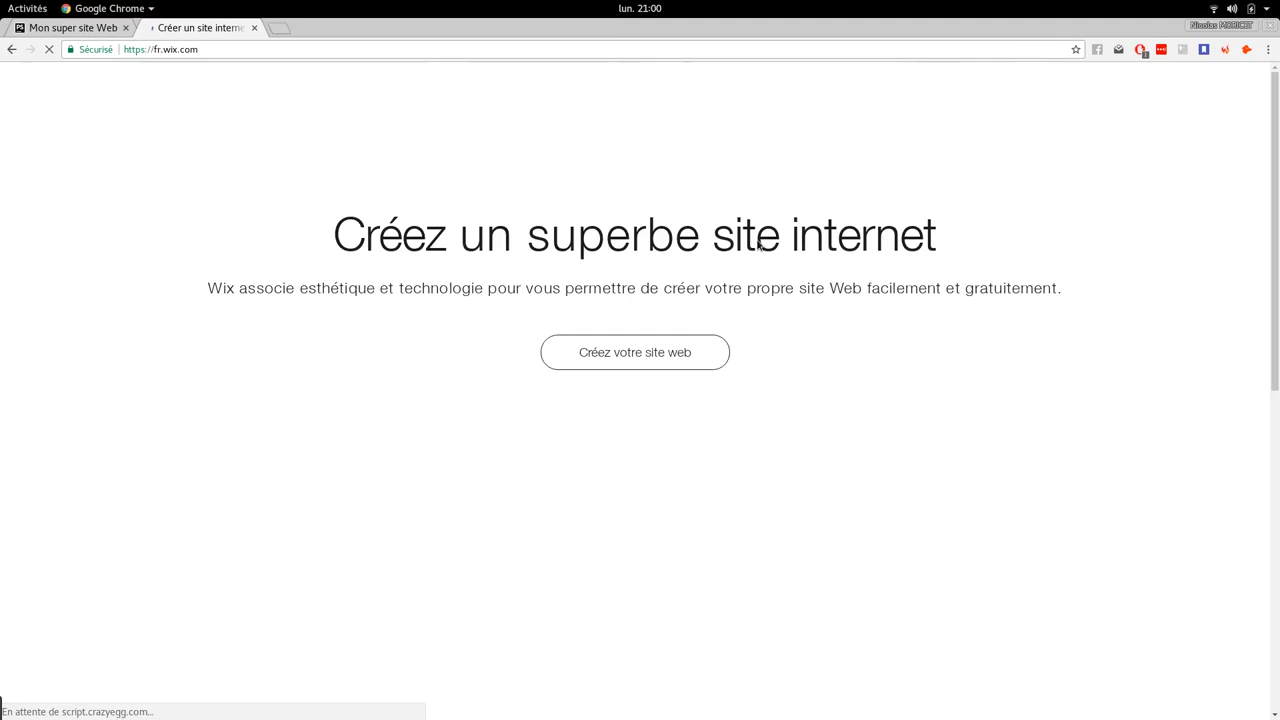 Activités Google Chrome lun. 21:00
Mon super site Web Créer un site interne Nicolas MORICET
Sécurisé https://fr.wix.com
Créez un superbe site internet
Wix associe esthétique et technologie pour vous permettre de créer votre propre site Web facilement et gratuitement.
Créez votre site web
En attente de script.crazyegg.com...